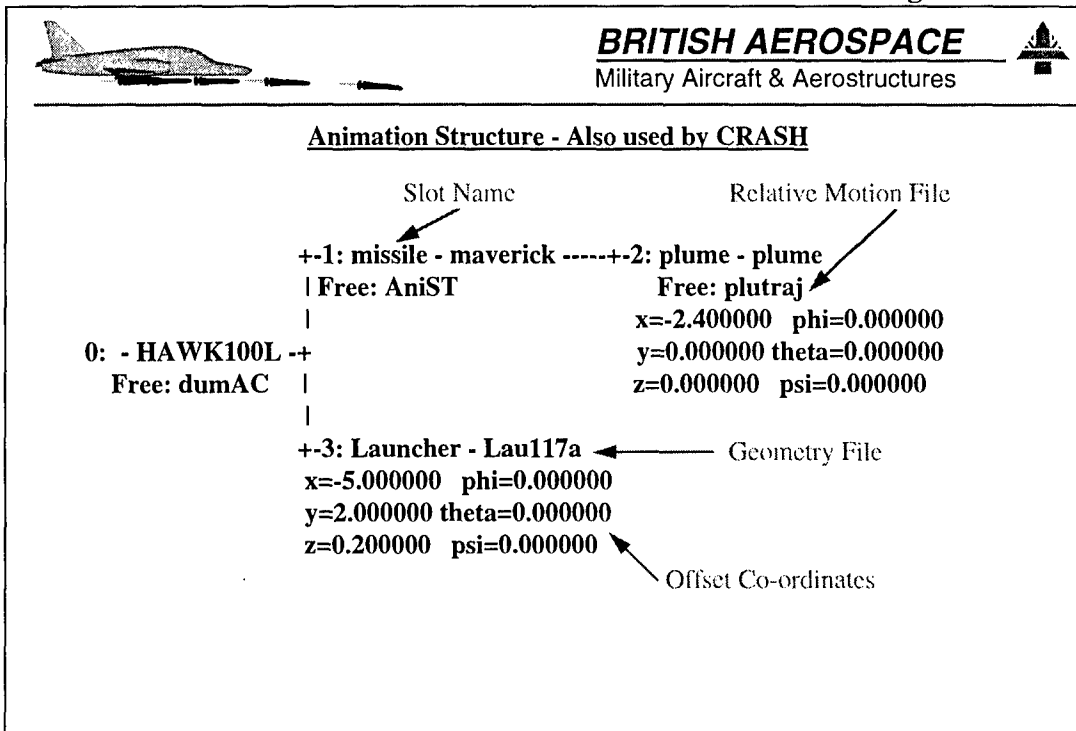 BRITISH AEROSPACE
Military Aircraft & Aerostructures
Animation Structure - Also used by CRASH
Slot Name Relative Motion File
+-1: missile - maverick -----+-2: plume - plume
| Free: AniST Free: plutraj
| x=-2.400000 phi=0.000000
0: - HAWK100L -+ y=0.000000 theta=0.000000
Free: dumAC | z=0.000000 psi=0.000000
|
+-3: Launcher - Lau117a Geometry File
x=-5.000000 phi=0.000000
y=2.000000 theta=0.000000
z=0.200000 psi=0.000000
Offset Co-ordinates